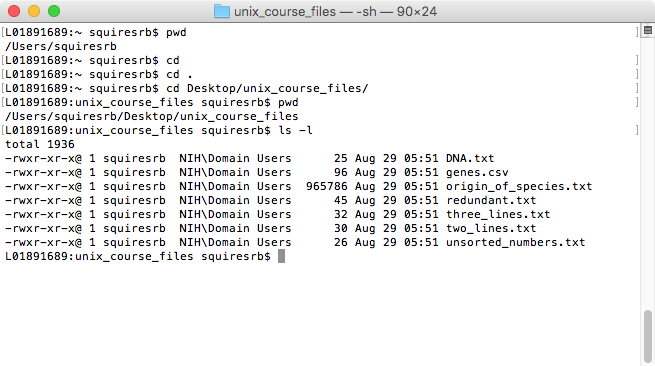 unix_course_files — -sh — 90×24
[L01891689:~ squiresrb$ pwd ]
/Users/squiresrb
[L01891689:~ squiresrb$ cd ]
[L01891689:~ squiresrb$ cd . ]
[L01891689:~ squiresrb$ cd Desktop/unix_course_files/ ]
[L01891689:unix_course_files squiresrb$ pwd ]
/Users/squiresrb/Desktop/unix_course_files
[L01891689:unix_course_files squiresrb$ ls -l ]
total 1936
-rwxr-xr-x@ 1 squiresrb  NIH\Domain Users      25 Aug 29 05:51 DNA.txt
-rwxr-xr-x@ 1 squiresrb  NIH\Domain Users      96 Aug 29 05:51 genes.csv
-rwxr-xr-x@ 1 squiresrb  NIH\Domain Users  965786 Aug 29 05:51 origin_of_species.txt
-rwxr-xr-x@ 1 squiresrb  NIH\Domain Users      45 Aug 29 05:51 redundant.txt
-rwxr-xr-x@ 1 squiresrb  NIH\Domain Users      32 Aug 29 05:51 three_lines.txt
-rwxr-xr-x@ 1 squiresrb  NIH\Domain Users      30 Aug 29 05:51 two_lines.txt
-rwxr-xr-x@ 1 squiresrb  NIH\Domain Users      26 Aug 29 05:51 unsorted_numbers.txt
L01891689:unix_course_files squiresrb$